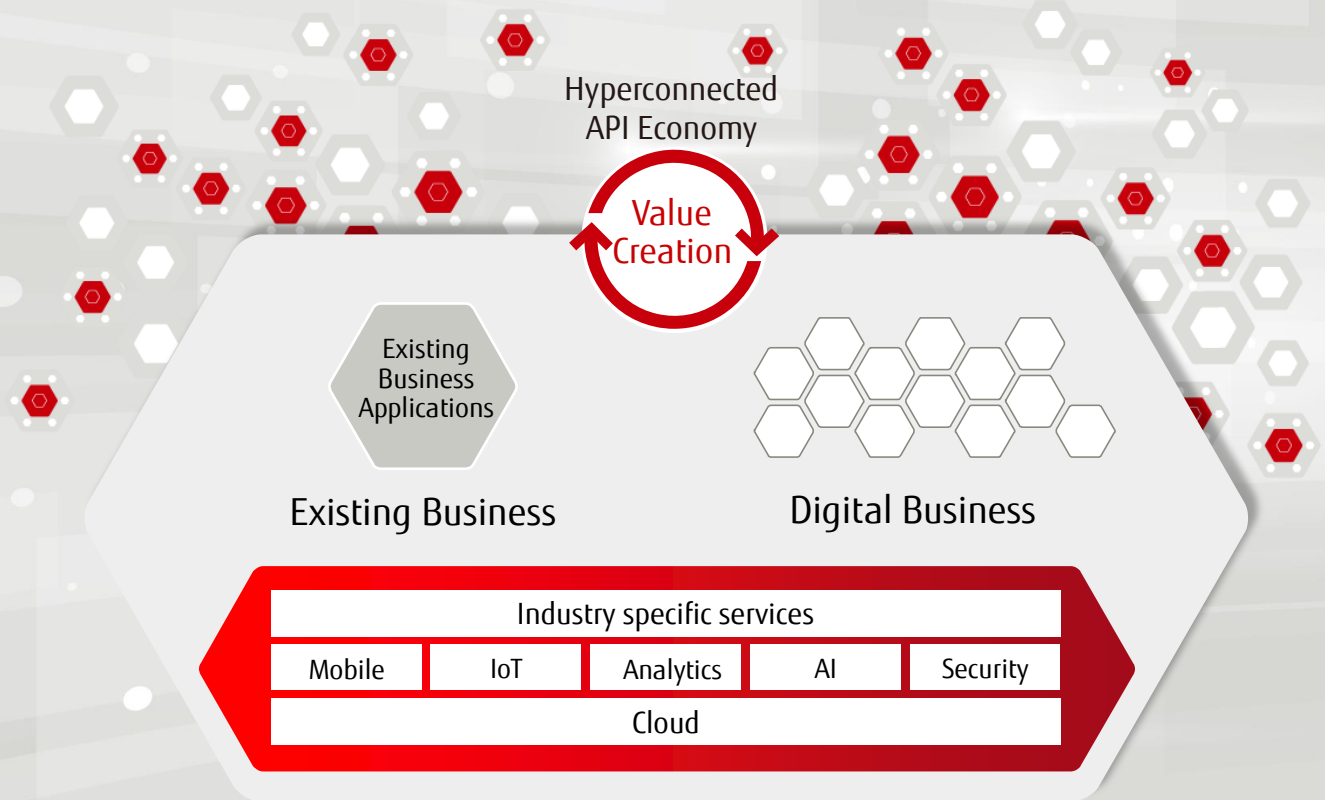 Hyperconnected
API Economy
Value
Creation
Existing
Business
Applications
Existing Business
Digital Business
Industry specific services
Mobile
IoT
Analytics
AI
Security
Cloud